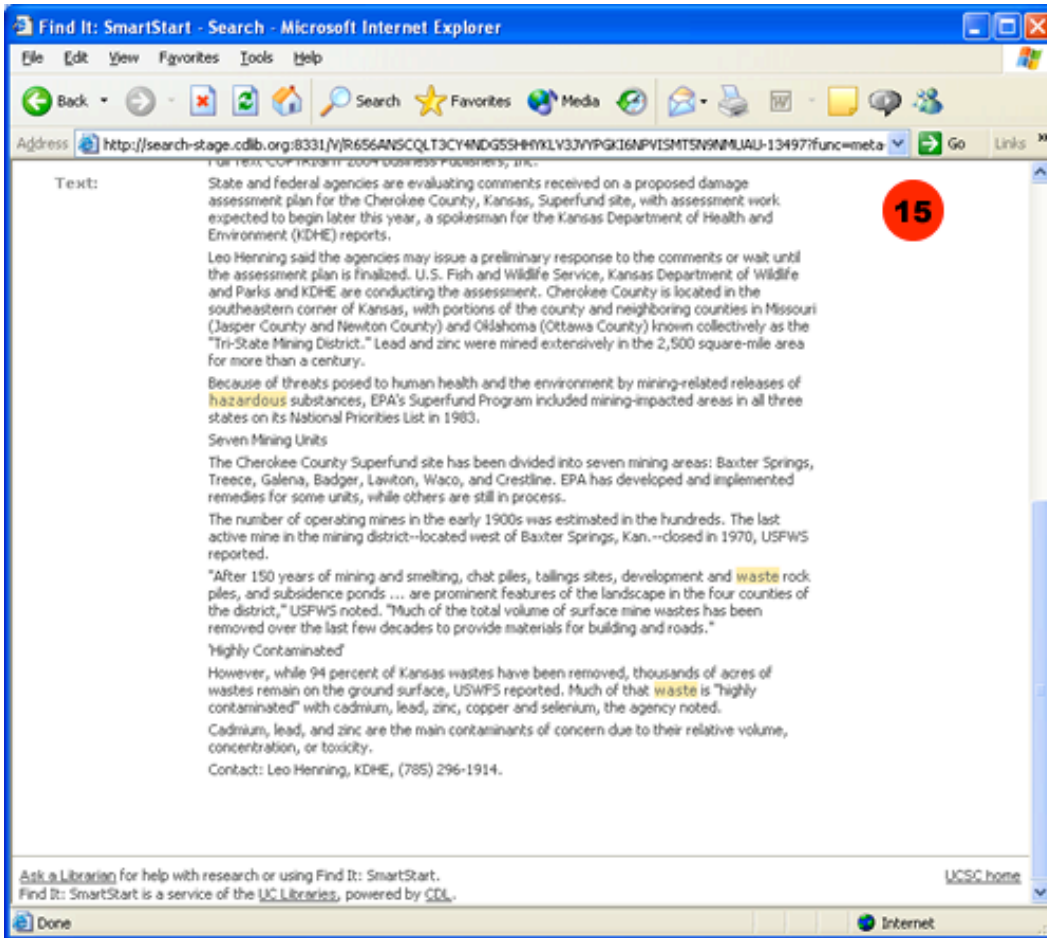 Find It: SmartStart - Search - Microsoft Internet Explorer
File Edit View Favorites Tools Help
Back Search Favorites Media
Address http://search-stage.cdlib.org:8331/V/R656ANSCQLT3CY4NDG5SHHYKLV3JVYPGKI6NPVISMTSN9NMUAU-13497?func=meta- Go Links »
Full Text COPYRIGHT 2004 Business Publishers, Inc.
15
Text: State and federal agencies are evaluating comments received on a proposed damage
assessment plan for the Cherokee County, Kansas, Superfund site, with assessment work
expected to begin later this year, a spokesman for the Kansas Department of Health and
Environment (KDHE) reports.
Leo Henning said the agencies may issue a preliminary response to the comments or wait until
the assessment plan is finalized. U.S. Fish and Wildlife Service, Kansas Department of Wildlife
and Parks and KDHE are conducting the assessment. Cherokee County is located in the
southeastern corner of Kansas, with portions of the county and neighboring counties in Missouri
(Jasper County and Newton County) and Oklahoma (Ottawa County) known collectively as the
"Tri-State Mining District." Lead and zinc were mined extensively in the 2,500 square-mile area
for more than a century.
Because of threats posed to human health and the environment by mining-related releases of
hazardous substances, EPA's Superfund Program included mining-impacted areas in all three
states on its National Priorities List in 1983.
Seven Mining Units
The Cherokee County Superfund site has been divided into seven mining areas: Baxter Springs,
Treece, Galena, Badger, Lawton, Waco, and Crestline. EPA has developed and implemented
remedies for some units, while others are still in process.
The number of operating mines in the early 1900s was estimated in the hundreds. The last
active mine in the mining district--located west of Baxter Springs, Kan.--closed in 1970, USFWS
reported.
"After 150 years of mining and smelting, chat piles, tailings sites, development and waste rock
piles, and subsidence ponds ... are prominent features of the landscape in the four counties of
the district," USFWS noted. "Much of the total volume of surface mine wastes has been
removed over the last few decades to provide materials for building and roads."
'Highly Contaminated'
However, while 94 percent of Kansas wastes have been removed, thousands of acres of
wastes remain on the ground surface, USWFS reported. Much of that waste is "highly
contaminated" with cadmium, lead, zinc, copper and selenium, the agency noted.
Cadmium, lead, and zinc are the main contaminants of concern due to their relative volume,
concentration, or toxicity.
Contact: Leo Henning, KDHE, (785) 296-1914.
Ask a Librarian for help with research or using Find It: SmartStart. UCSC home
Find It: SmartStart is a service of the UC Libraries, powered by CDL.
Done Internet